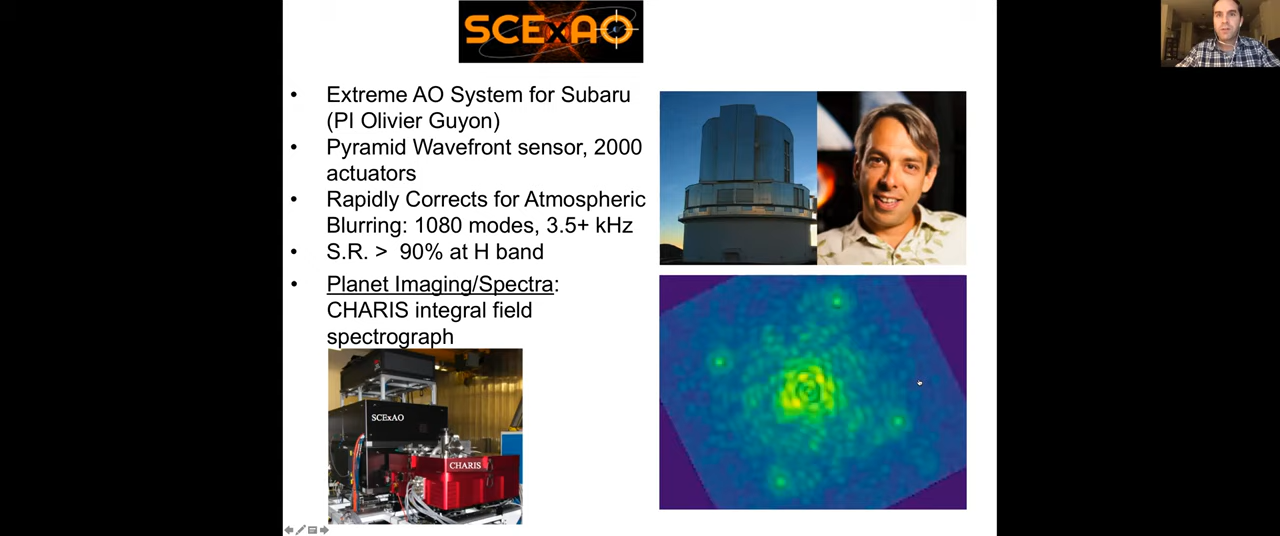 SCExAO
• Extreme AO System for Subaru
(PI Olivier Guyon)
• Pyramid Wavefront sensor, 2000
actuators
• Rapidly Corrects for Atmospheric
Blurring: 1080 modes, 3.5+ kHz
• S.R. > 90% at H band
• Planet Imaging/Spectra:
CHARIS integral field
spectrograph
SCExAO
CHARIS